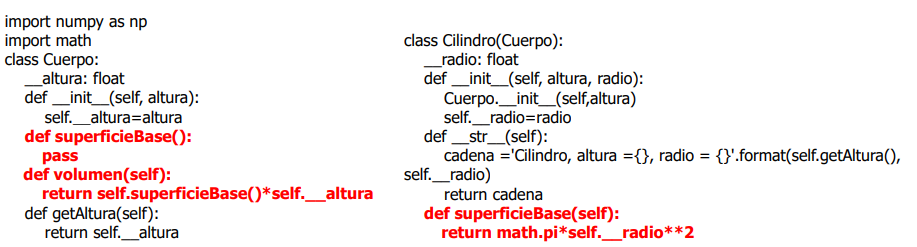 import numpy as np
import math
class Cuerpo:
__altura: float
def __init__(self, altura):
self.__altura=altura
def superficieBase():
pass
def volumen(self):
return self.superficieBase()*self.__altura
def getAltura(self):
return self.__altura
class Cilindro(Cuerpo):
__radio: float
def __init__(self, altura, radio):
Cuerpo.__init__(self,altura)
self.__radio=radio
def __str__(self):
cadena ='Cilindro, altura ={}, radio = {}'.format(self.getAltura(),
self.__radio)
return cadena
def superficieBase(self):
return math.pi*self.__radio**2